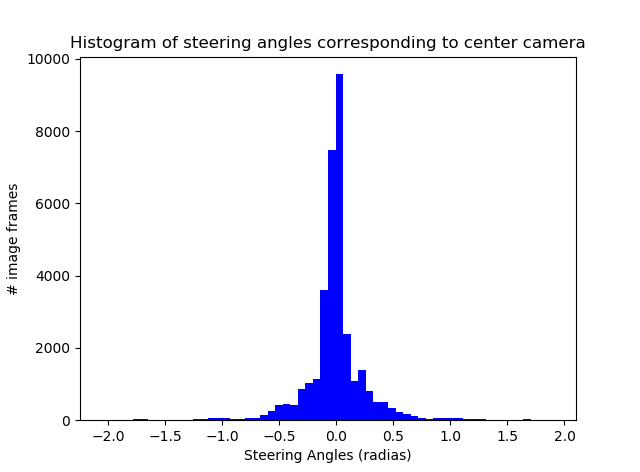 Histogram of steering angles corresponding to center camera
10000
8000
6000
4000
2000
0
# image frames
−2.0 −1.5 −1.0 −0.5 0.0 0.5 1.0 1.5 2.0
Steering Angles (radias)